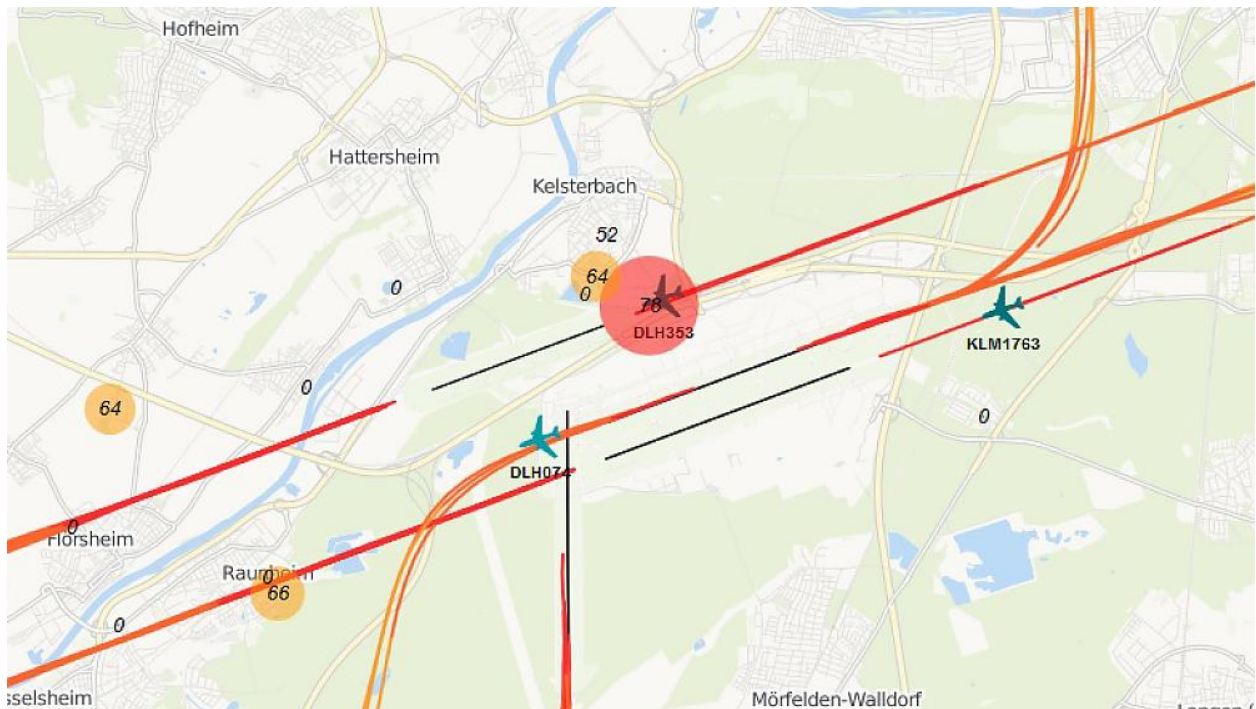 Hofheim
Hattersheim
Kelsterbach
52
64
0
0
78
DLH353
KLM1763
0
64
0
DLH074
0
Flörsheim
Raunheim
0
66
0
sselsheim
Mörfelden-Walldorf